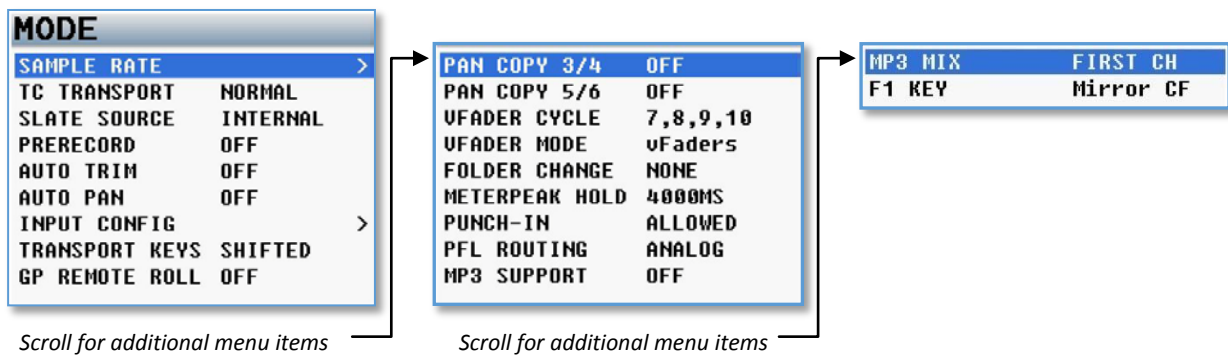 MODE
SAMPLE RATE >
TC TRANSPORT NORMAL
SLATE SOURCE INTERNAL
PRERECORD OFF
AUTO TRIM OFF
AUTO PAN OFF
INPUT CONFIG >
TRANSPORT KEYS SHIFTED
GP REMOTE ROLL OFF
Scroll for additional menu items
PAN COPY 3/4 OFF
PAN COPY 5/6 OFF
VFADER CYCLE 7,8,9,10
VFADER MODE vFaders
FOLDER CHANGE NONE
METERPEAK HOLD 4000MS
PUNCH-IN ALLOWED
PFL ROUTING ANALOG
MP3 SUPPORT OFF
Scroll for additional menu items
MP3 MIX FIRST CH
F1 KEY Mirror CF